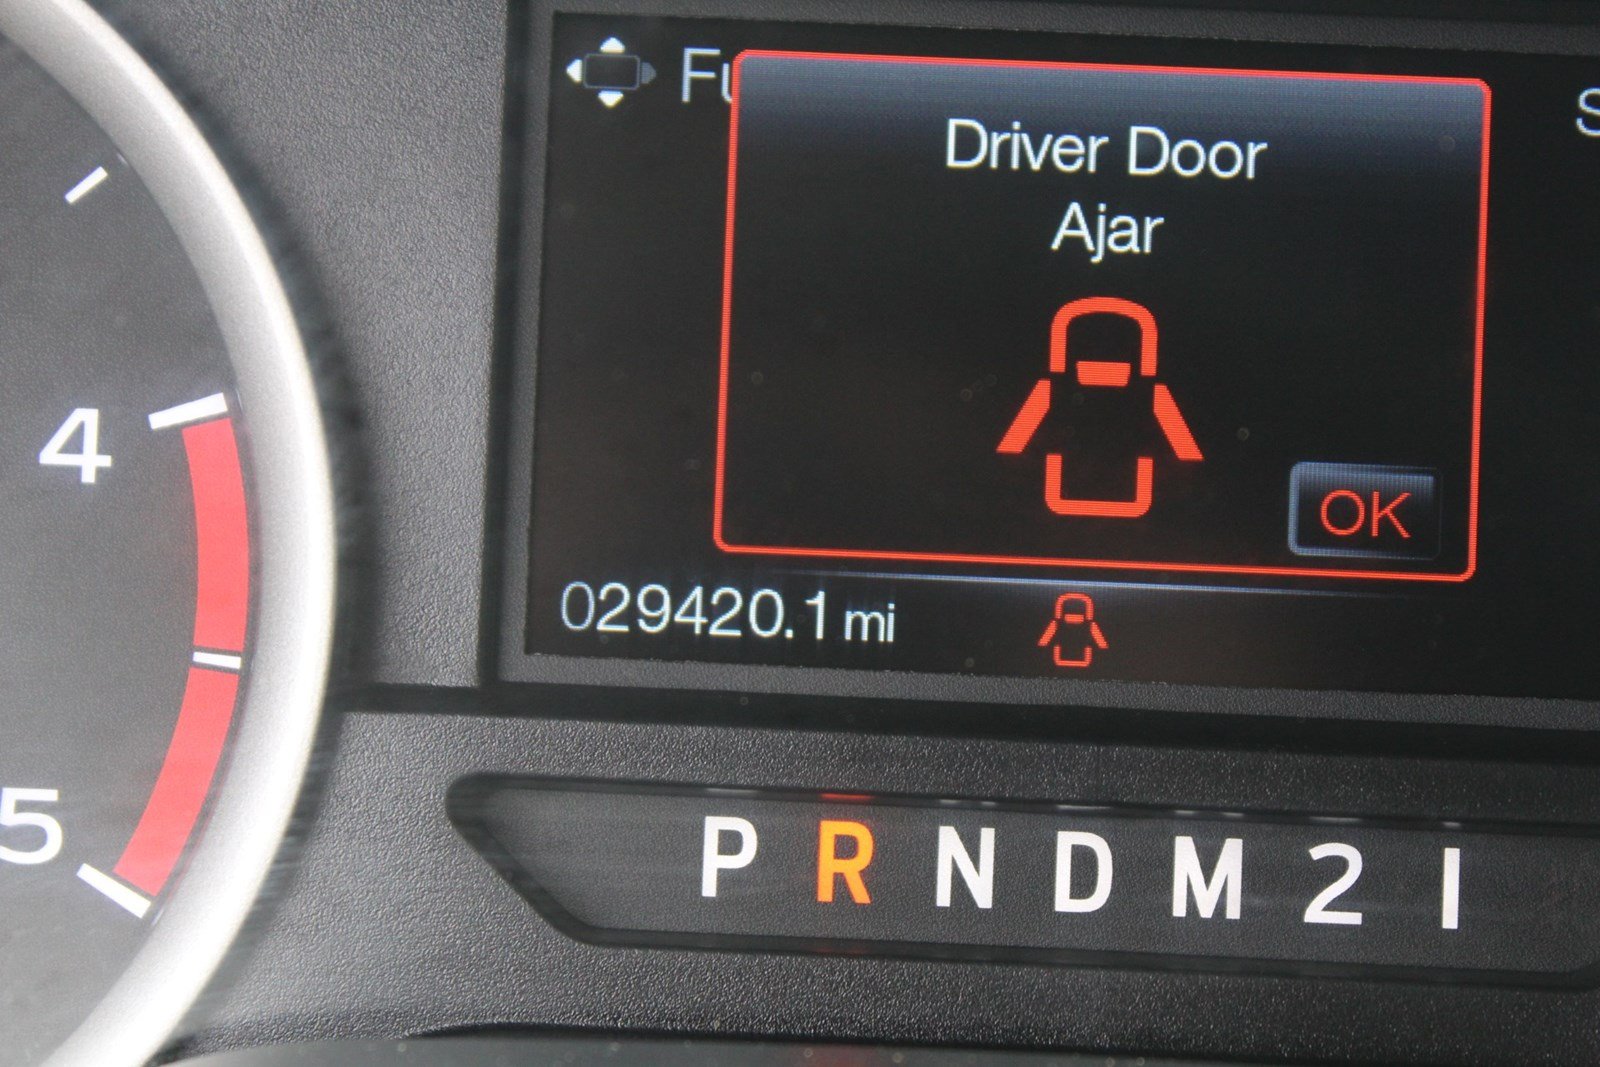 Driver Door
Ajar
OK
029420.1 mi
4
5
P R N D M 2 1